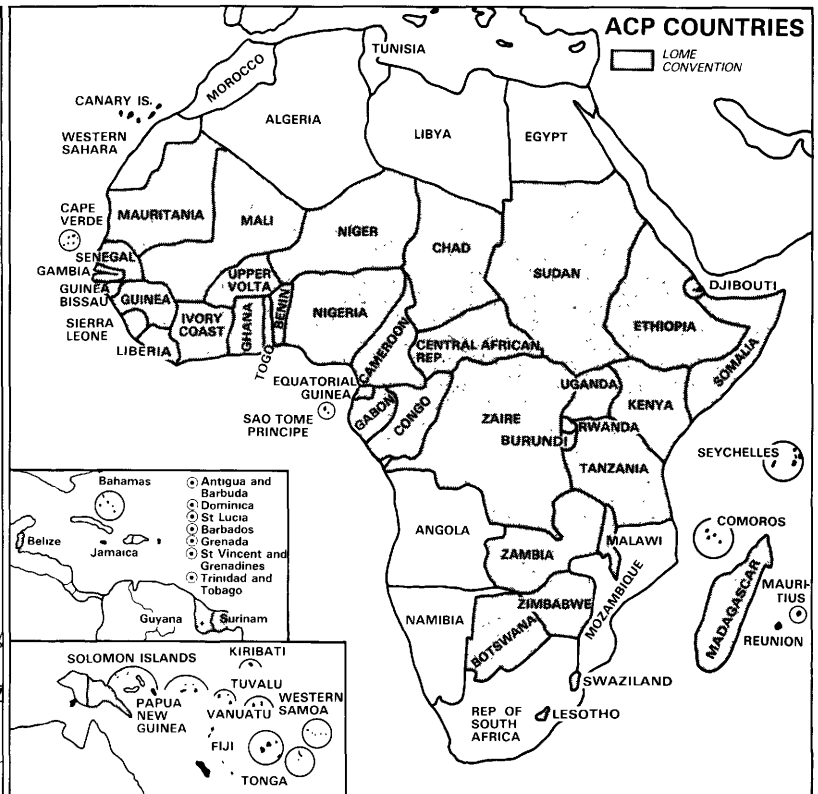 ACP COUNTRIES
LOME
CONVENTION
TUNISIA
MOROCCO
CANARY IS.
ALGERIA
LIBYA
EGYPT
WESTERN
SAHARA
CAPE
VERDE
MAURITANIA
MALI
NIGER
CHAD
SUDAN
SENEGAL
GAMBIA
GUINEA
BISSAU
GUINEA
UPPER
VOLTA
DJIBOUTI
SIERRA
LEONE
IVORY
COAST
GHANA
TOGO
BENIN
NIGERIA
CAMEROON
ETHIOPIA
SOMALIA
LIBERIA
CENTRAL AFRICAN
REP.
EQUATORIAL
GUINEA
SAO TOME
PRINCIPE
GABON
CONGO
ZAIRE
UGANDA
KENYA
RWANDA
BURUNDI
TANZANIA
SEYCHELLES
COMOROS
ANGOLA
ZAMBIA
MALAWI
MOZAMBIQUE
MADAGASCAR
MAURI-
TIUS
REUNION
NAMIBIA
ZIMBABWE
BOTSWANA
SWAZILAND
REP OF
SOUTH
AFRICA
LESOTHO
Bahamas
Antigua and
Barbuda
Dominica
St Lucia
Barbados
Grenada
St Vincent and
Grenadines
Trinidad and
Tobago
Belize
Jamaica
Guyana
Surinam
SOLOMON ISLANDS
KIRIBATI
TUVALU
PAPUA
NEW
GUINEA
VANUATU
WESTERN
SAMOA
FIJI
TONGA